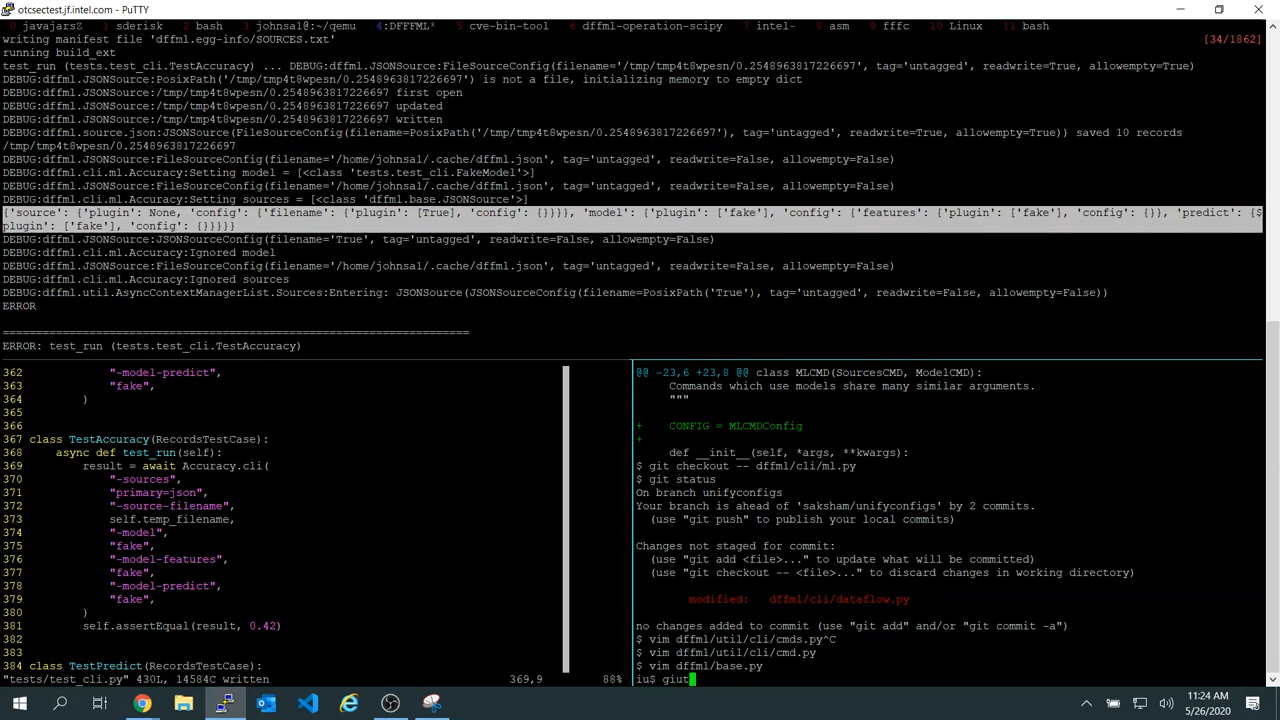 otcsectest.jf.intel.com - PuTTY
0 javajarsZ 1 sderisk 2 bash 3 johnsa1@:~/qemu 4:DFFFML* 5 cve-bin-tool 6 dffml-operation-scipy 7 intel- 8 asm 9 fffc 10 Linux 11 bash
writing manifest file 'dffml.egg-info/SOURCES.txt' [34/1862]
running build_ext
test_run (tests.test_cli.TestAccuracy) ... DEBUG:dffml.JSONSource:FileSourceConfig(filename='/tmp/tmp4t8wpesn/0.2548963817226697', tag='untagged', readwrite=True, allowempty=True)
DEBUG:dffml.JSONSource:PosixPath('/tmp/tmp4t8wpesn/0.2548963817226697') is not a file, initializing memory to empty dict
DEBUG:dffml.JSONSource:/tmp/tmp4t8wpesn/0.2548963817226697 first open
DEBUG:dffml.JSONSource:/tmp/tmp4t8wpesn/0.2548963817226697 updated
DEBUG:dffml.JSONSource:/tmp/tmp4t8wpesn/0.2548963817226697 written
DEBUG:dffml.source.json:JSONSource(FileSourceConfig(filename=PosixPath('/tmp/tmp4t8wpesn/0.2548963817226697'), tag='untagged', readwrite=True, allowempty=True)) saved 10 records
/tmp/tmp4t8wpesn/0.2548963817226697
DEBUG:dffml.JSONSource:FileSourceConfig(filename='/home/johnsa1/.cache/dffml.json', tag='untagged', readwrite=False, allowempty=False)
DEBUG:dffml.cli.ml.Accuracy:Setting model = [<class 'tests.test_cli.FakeModel'>]
DEBUG:dffml.JSONSource:FileSourceConfig(filename='/home/johnsa1/.cache/dffml.json', tag='untagged', readwrite=False, allowempty=False)
DEBUG:dffml.cli.ml.Accuracy:Setting sources = [<class 'dffml.base.JSONSource'>]
{'source': {'plugin': None, 'config': {'filename': {'plugin': [True], 'config': {}}}}, 'model': {'plugin': ['fake'], 'config': {'features': {'plugin': ['fake'], 'config': {}}, 'predict': {$
plugin': ['fake'], 'config': {}}}}}
DEBUG:dffml.JSONSource:FileSourceConfig(filename='True', tag='untagged', readwrite=False, allowempty=False)
DEBUG:dffml.cli.ml.Accuracy:Ignored model
DEBUG:dffml.JSONSource:FileSourceConfig(filename='/home/johnsa1/.cache/dffml.json', tag='untagged', readwrite=False, allowempty=False)
DEBUG:dffml.cli.ml.Accuracy:Ignored sources
DEBUG:dffml.util.AsyncContextManagerList.Sources:Entering: JSONSource(JSONSourceConfig(filename=PosixPath('True'), tag='untagged', readwrite=False, allowempty=False))
ERROR
======================================================================
ERROR: test_run (tests.test_cli.TestAccuracy)
362 "-model-predict",
363 "fake",
364 )
365
366
367 class TestAccuracy(RecordsTestCase):
368 async def test_run(self):
369 result = await Accuracy.cli(
370 "-sources",
371 "primary=json",
372 "-source-filename",
373 self.temp_filename,
374 "-model",
375 "fake",
376 "-model-features",
377 "fake",
378 "-model-predict",
379 "fake",
380 )
381 self.assertEqual(result, 0.42)
382
383
384 class TestPredict(RecordsTestCase):
"tests/test_cli.py" 430L, 14584C written 369,9 88%
@@ -23,6 +23,8 @@ class MLCMD(SourcesCMD, ModelCMD):
Commands which use models share many similar arguments.
"""
+ CONFIG = MLCMDConfig
+
def __init__(self, *args, **kwargs):
$ git checkout -- dffml/cli/ml.py
$ git status
On branch unifyconfigs
Your branch is ahead of 'saksham/unifyconfigs' by 2 commits.
(use "git push" to publish your local commits)
Changes not staged for commit:
(use "git add <file>..." to update what will be committed)
(use "git checkout -- <file>..." to discard changes in working directory)
modified: dffml/cli/dataflow.py
no changes added to commit (use "git add" and/or "git commit -a")
$ vim dffml/util/cli/cmds.py^C
$ vim dffml/util/cli/cmd.py
$ vim dffml/base.py
iu$ giut
11:24 AM
5/26/2020